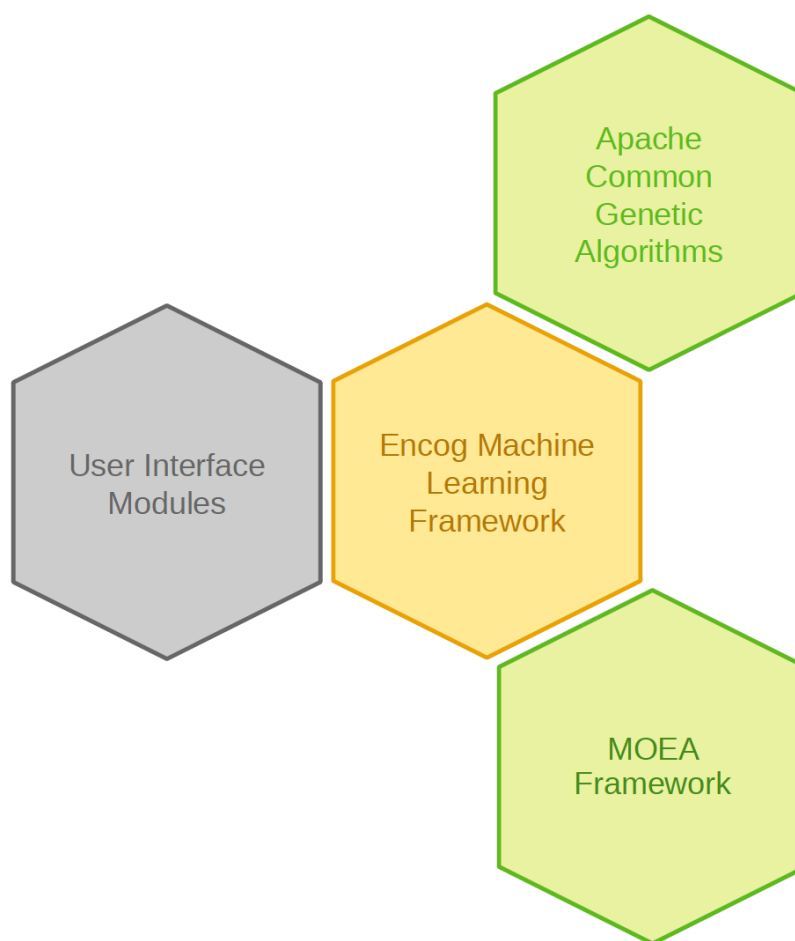 Apache
Common
Genetic
Algorithms
User Interface
Modules
Encog Machine
Learning
Framework
MOEA
Framework